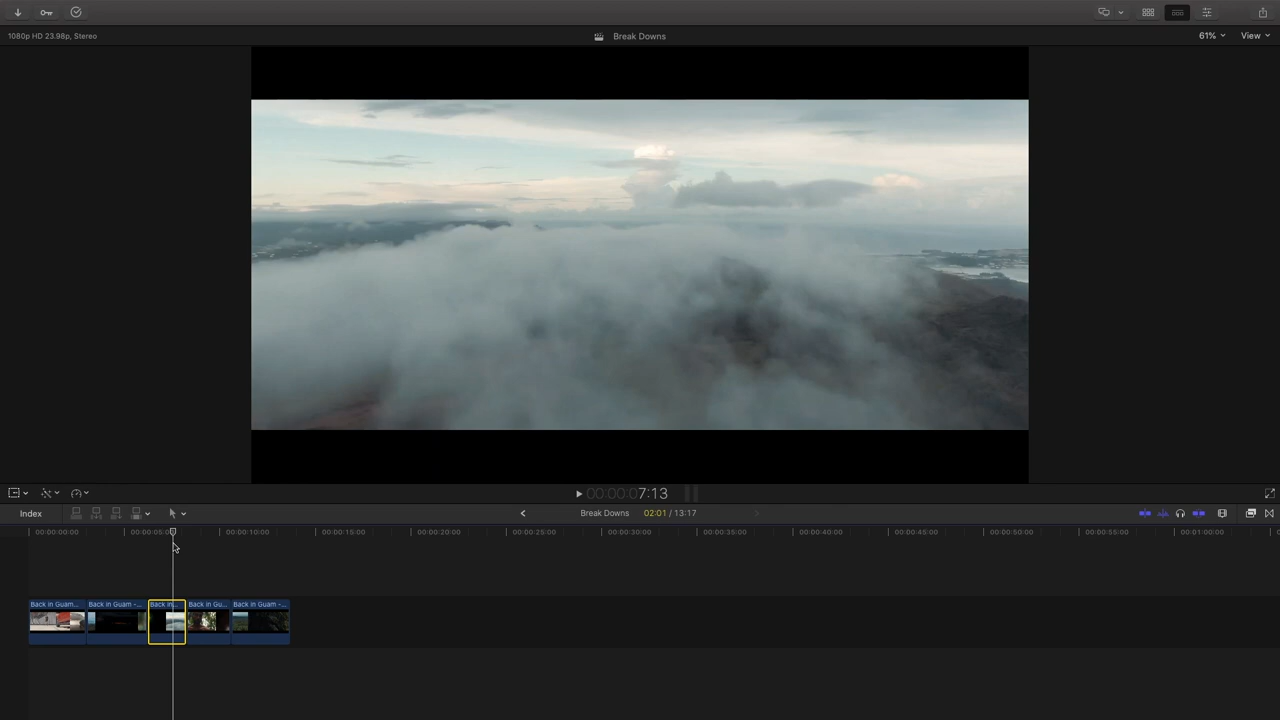 1080p HD 23.98p, Stereo
Break Downs
61%
View
00:00:07:13
Index
Break Downs
02:01 / 13:17
00:00:00:00
00:00:05:00
00:00:10:00
00:00:15:00
00:00:20:00
00:00:25:00
00:00:30:00
00:00:35:00
00:00:40:00
00:00:45:00
00:00:50:00
00:00:55:00
00:01:00:00
Back in Guam...
Back in Guam -...
Back in...
Back in Gu...
Back in Guam -...